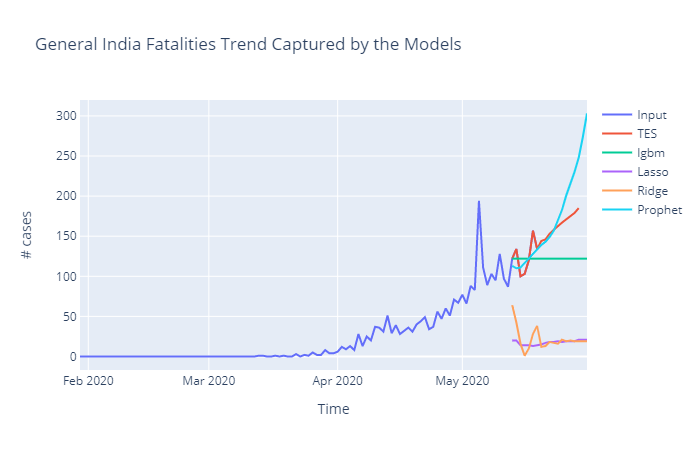 General India Fatalities Trend Captured by the Models
300
250
200
150
100
50
0
# cases
Feb 2020
Mar 2020
Apr 2020
May 2020
Time
Input
TES
lgbm
Lasso
Ridge
Prophet